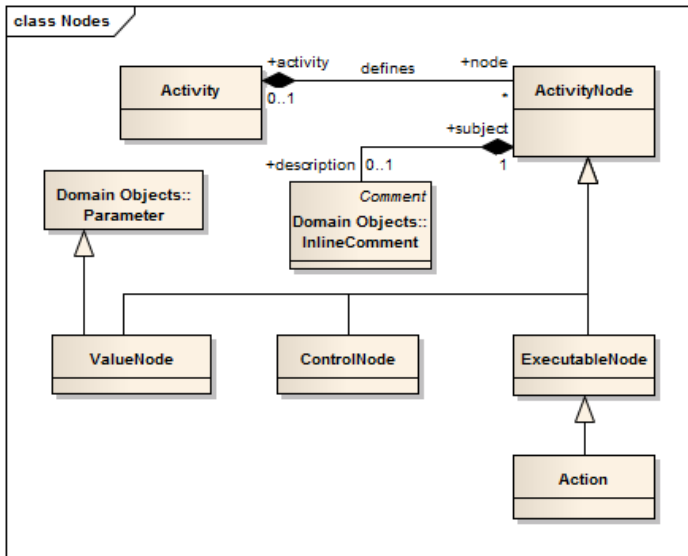 class Nodes
+activity
defines
+node
Activity
0..1
*
ActivityNode
+subject
1
+description
0..1
Comment
Domain Objects::
InlineComment
Domain Objects::
Parameter
ValueNode
ControlNode
ExecutableNode
Action